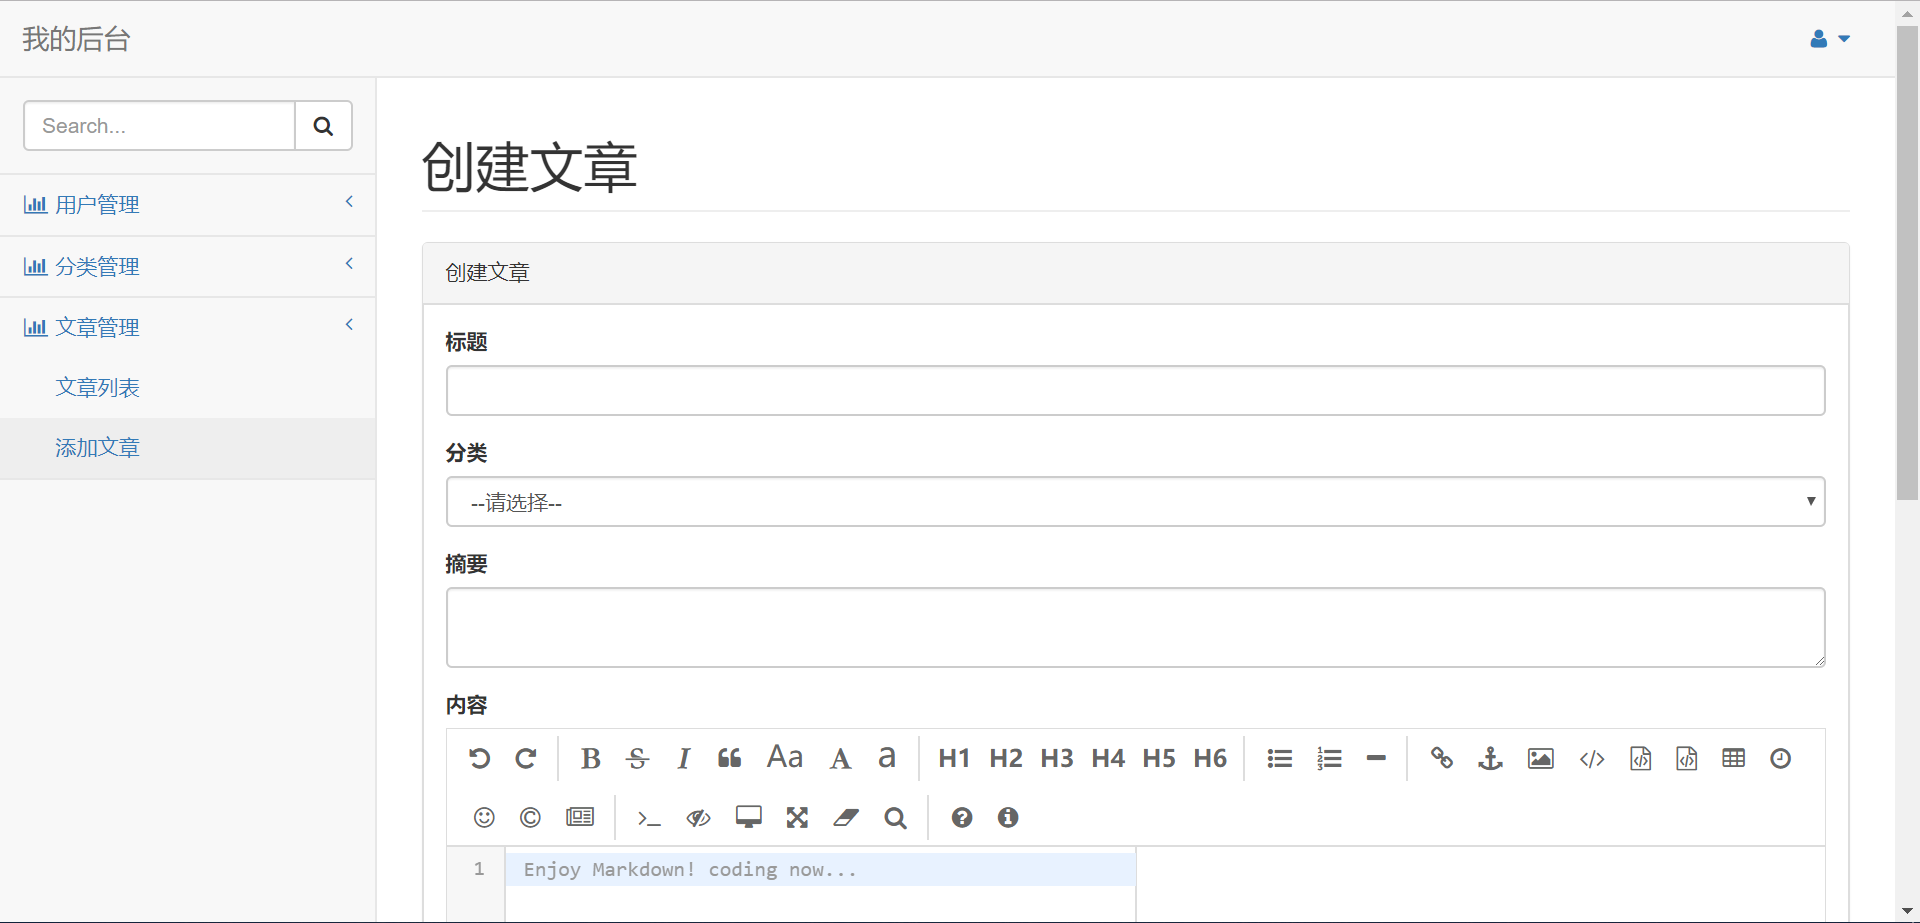 我的后台
Search...
用户管理
分类管理
文章管理
文章列表
添加文章
创建文章
创建文章
标题
分类
--请选择--
摘要
内容
B S I Aa A a H1 H2 H3 H4 H5 H6
1 Enjoy Markdown! coding now...